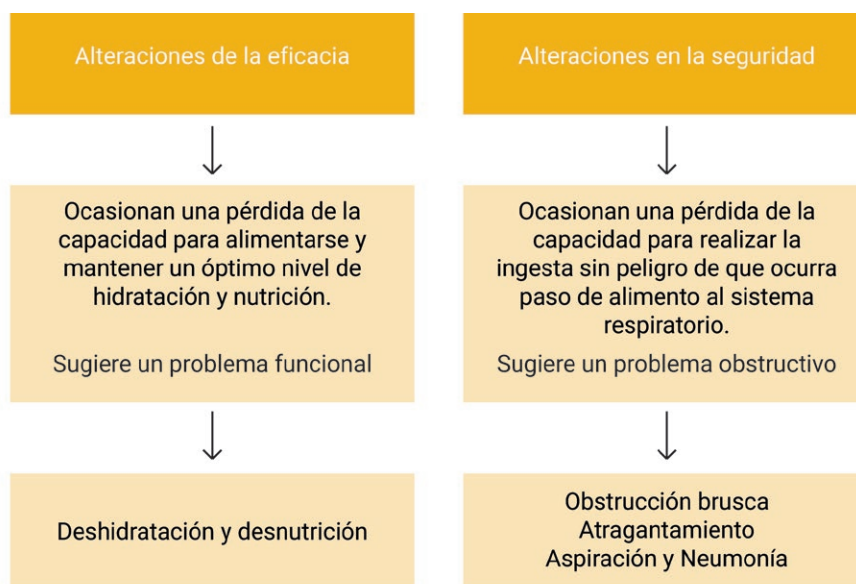 Alteraciones de la eficacia
Ocasionan una pérdida de la
capacidad para alimentarse y
mantener un óptimo nivel de
hidratación y nutrición.
Sugiere un problema funcional
Deshidratación y desnutrición
Alteraciones en la seguridad
Ocasionan una pérdida de la
capacidad para realizar la
ingesta sin peligro de que ocurra
paso de alimento al sistema
respiratorio.
Sugiere un problema obstructivo
Obstrucción brusca
Atragantamiento
Aspiración y Neumonía